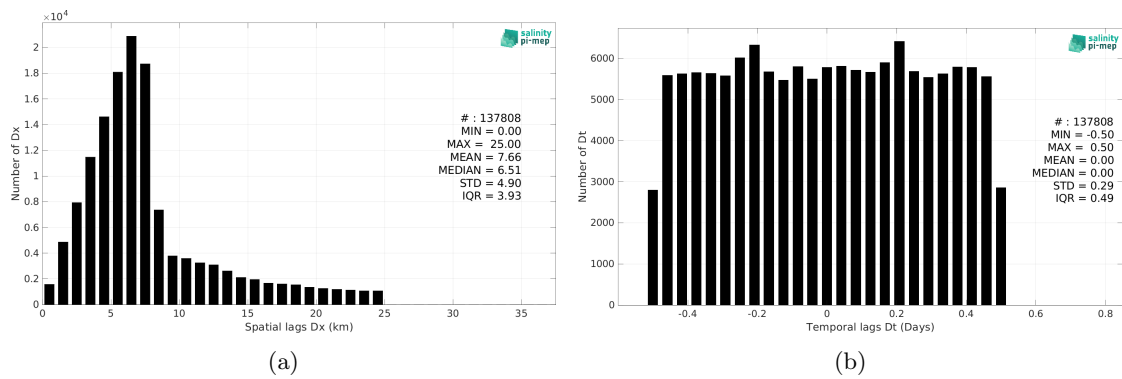 ×10⁴
2
1.8
1.6
1.4
1.2
1
0.8
0.6
0.4
0.2
0
Number of Dx
salinity
pi-mep
# : 137808
MIN = 0.00
MAX = 25.00
MEAN = 7.66
MEDIAN = 6.51
STD = 4.90
IQR = 3.93
0 5 10 15 20 25 30 35
Spatial lags Dx (km)
(a)
6000
5000
4000
3000
2000
1000
0
Number of Dt
salinity
pi-mep
# : 137808
MIN = -0.50
MAX = 0.50
MEAN = 0.00
MEDIAN = 0.00
STD = 0.29
IQR = 0.49
-0.4 -0.2 0 0.2 0.4 0.6 0.8
Temporal lags Dt (Days)
(b)